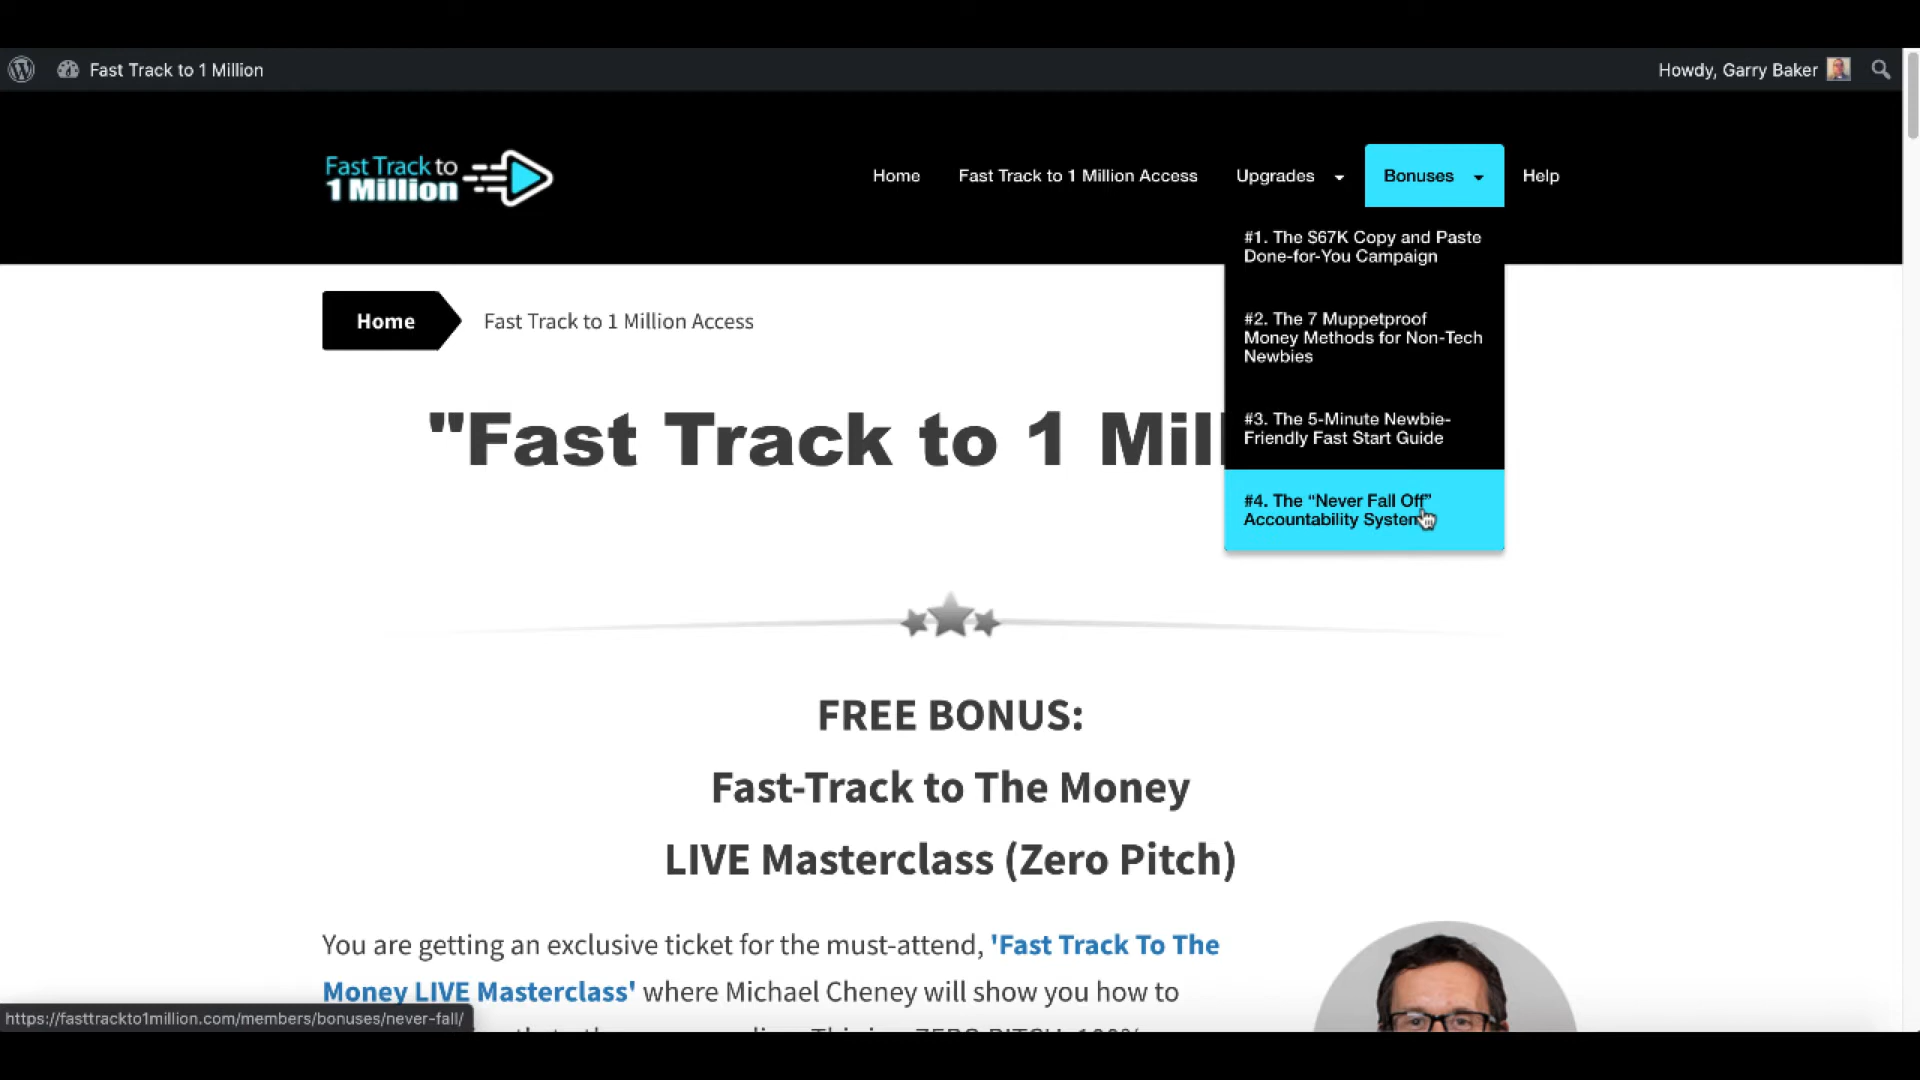 Fast Track to 1 Million
Howdy, Garry Baker
Fast Track to
1 Million
Home
Fast Track to 1 Million Access
Upgrades
Bonuses
Help
#1. The $67K Copy and Paste
Done-for-You Campaign
#2. The 7 Muppetproof
Money Methods for Non-Tech
Newbies
#3. The 5-Minute Newbie-
Friendly Fast Start Guide
#4. The “Never Fall Off”
Accountability System
Home
Fast Track to 1 Million Access
"Fast Track to 1 Mill
FREE BONUS:
Fast-Track to The Money
LIVE Masterclass (Zero Pitch)
You are getting an exclusive ticket for the must-attend, 'Fast Track To The
Money LIVE Masterclass' where Michael Cheney will show you how to
https://fasttrackto1million.com/members/bonuses/never-fall/